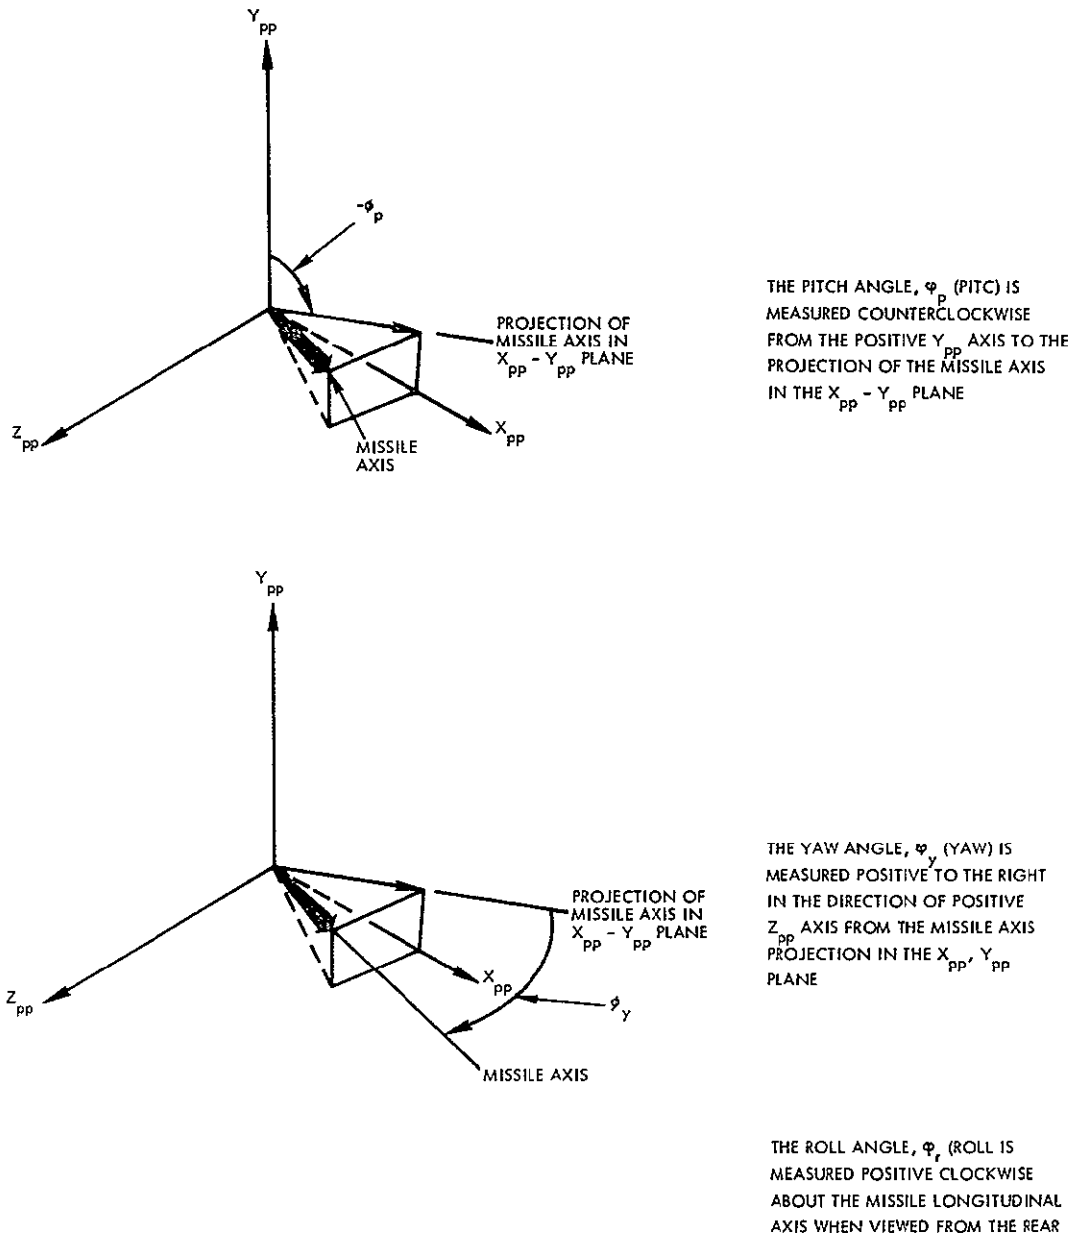 Y pp
-φ p
PROJECTION OF
MISSILE AXIS IN
X pp - Y pp PLANE
Z pp
X pp
MISSILE
AXIS
THE PITCH ANGLE, φ p (PITC) IS
MEASURED COUNTERCLOCKWISE
FROM THE POSITIVE Y pp AXIS TO THE
PROJECTION OF THE MISSILE AXIS
IN THE X pp - Y pp PLANE
Y pp
PROJECTION OF
MISSILE AXIS IN
X pp - Y pp PLANE
X pp
Z pp
φ y
MISSILE AXIS
THE YAW ANGLE, φ y (YAW) IS
MEASURED POSITIVE TO THE RIGHT
IN THE DIRECTION OF POSITIVE
Z pp AXIS FROM THE MISSILE AXIS
PROJECTION IN THE X pp, Y pp
PLANE
THE ROLL ANGLE, φ r (ROLL IS
MEASURED POSITIVE CLOCKWISE
ABOUT THE MISSILE LONGITUDINAL
AXIS WHEN VIEWED FROM THE REAR